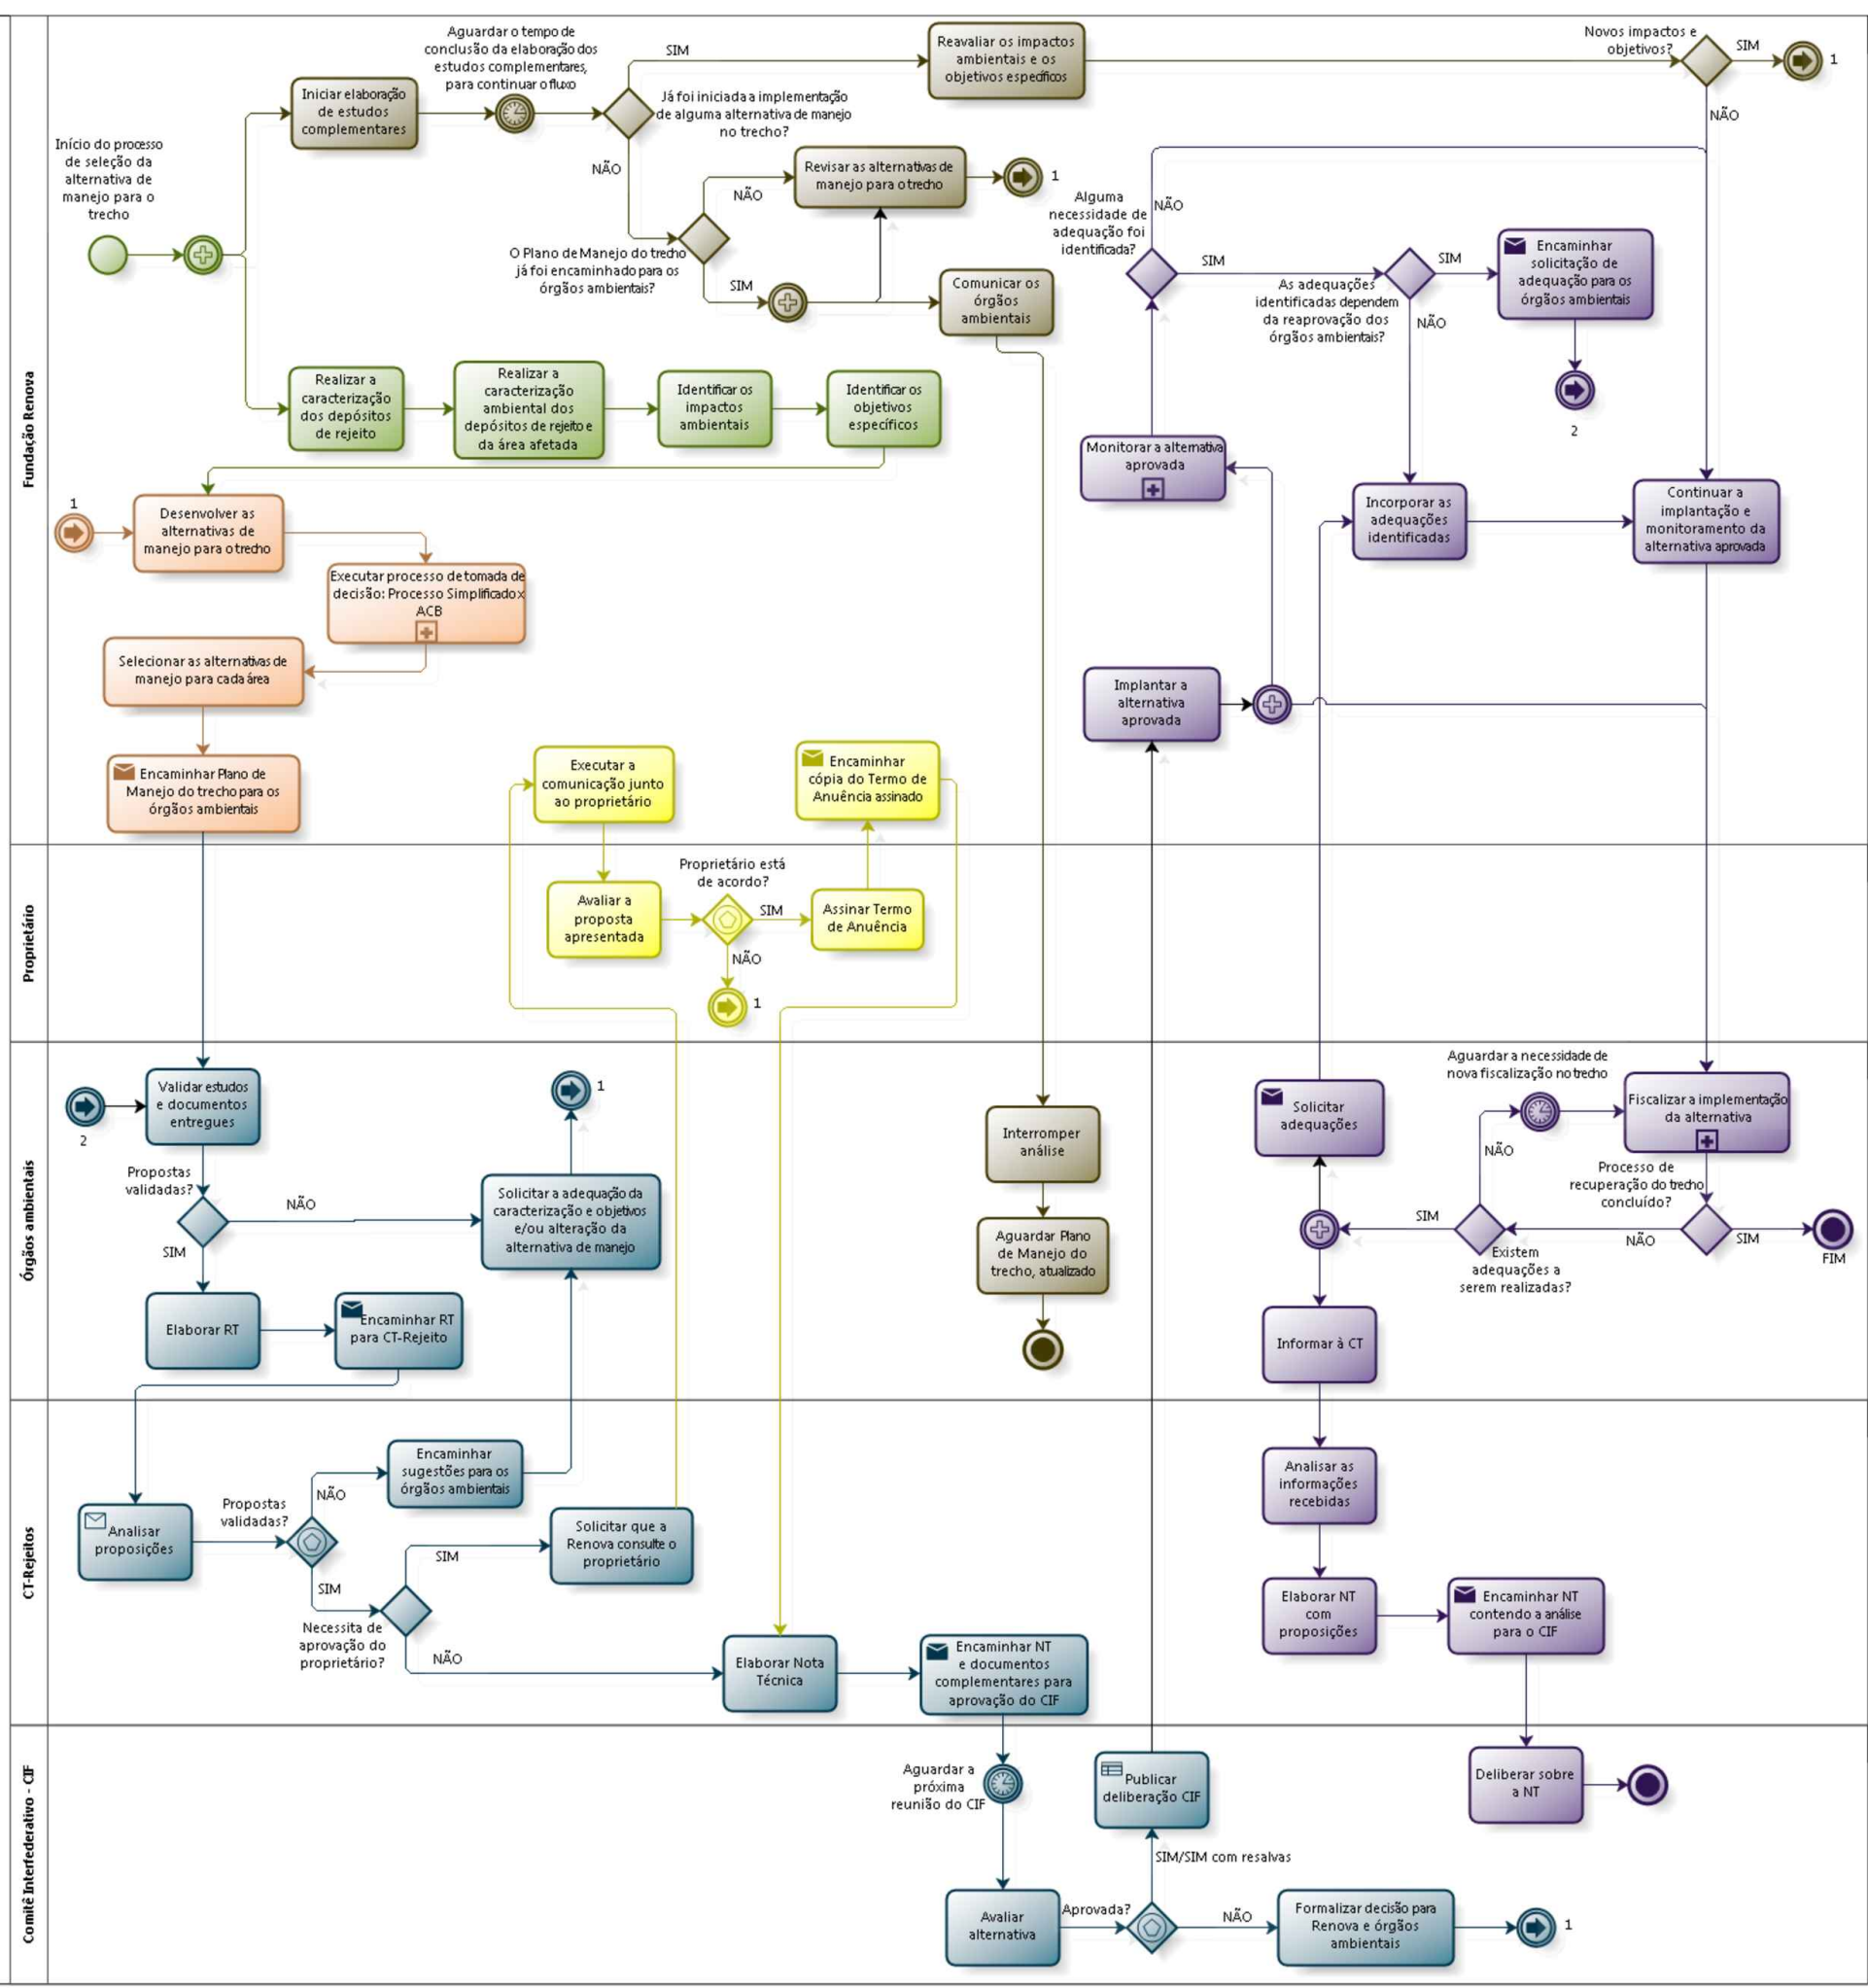 Fundação Renova
Início do processo
de seleção da
alternativa de
manejo para o
trecho
Iniciar elaboração
de estudos
complementares
Aguardar o tempo de
conclusão da elaboração dos
estudos complementares,
para continuar o fluxo
SIM
Já foi iniciada a implementação
de alguma alternativa de manejo
no trecho?
NÃO
Reavaliar os impactos
ambientais e os
objetivos específicos
Novos impactos e
objetivos?
SIM
1
NÃO
Revisar as alternativas de
manejo para o trecho
1
NÃO
O Plano de Manejo do trecho
já foi encaminhado para os
órgãos ambientais?
SIM
Comunicar os
órgãos
ambientais
Alguma
necessidade de
adequação foi
identificada?
NÃO
SIM
As adequações
identificadas dependem
da reaprovação dos
órgãos ambientais?
SIM
NÃO
Encaminhar
solicitação de
adequação para os
órgãos ambientais
2
Realizar a
caracterização
dos depósitos
de rejeito
Realizar a
caracterização
ambiental dos
depósitos de rejeito e
da área afetada
Identificar os
impactos
ambientais
Identificar os
objetivos
específicos
Monitorar a alternativa
aprovada
Incorporar as
adequações
identificadas
Continuar a
implantação e
monitoramento da
alternativa aprovada
1
Desenvolver as
alternativas de
manejo para o trecho
Executar processo de tomada de
decisão: Processo Simplificado x
ACB
Selecionar as alternativas de
manejo para cada área
Implantar a
alternativa
aprovada
Encaminhar Plano de
Manejo do trecho para os
órgãos ambientais
Executar a
comunicação junto
ao proprietário
Encaminhar
cópia do Termo de
Anuência assinado
Proprietário
Avaliar a
proposta
apresentada
Proprietário está
de acordo?
SIM
Assinar Termo
de Anuência
NÃO
1
Órgãos ambientais
2
Validar estudos
e documentos
entregues
1
Propostas
validadas?
NÃO
SIM
Solicitar a adequação da
caracterização e objetivos
e/ou alteração da
alternativa de manejo
Elaborar RT
Encaminhar RT
para CT-Rejeito
Interromper
análise
Aguardar Plano
de Manejo do
trecho, atualizado
Solicitar
adequações
Aguardar a necessidade de
nova fiscalização no trecho
Fiscalizar a implementação
da alternativa
NÃO
Processo de
recuperação do trecho
concluído?
SIM
NÃO
SIM
FIM
Existem
adequações a
serem realizadas?
Informar à CT
CT-Rejeitos
Analisar
proposições
Propostas
validadas?
NÃO
Encaminhar
sugestões para os
órgãos ambientais
SIM
Necessita de
aprovação do
proprietário?
SIM
Solicitar que a
Renova consulte o
proprietário
NÃO
Elaborar Nota
Técnica
Encaminhar NT
e documentos
complementares para
aprovação do CIF
Analisar as
informações
recebidas
Elaborar NT
com
proposições
Encaminhar NT
contendo a análise
para o CIF
Comitê Interfederativo - CIF
Aguardar a
próxima
reunião do CIF
Publicar
deliberação CIF
SIM/SIM com resalvas
Avaliar
alternativa
Aprovada?
NÃO
Formalizar decisão para
Renova e órgãos
ambientais
1
Deliberar sobre
a NT